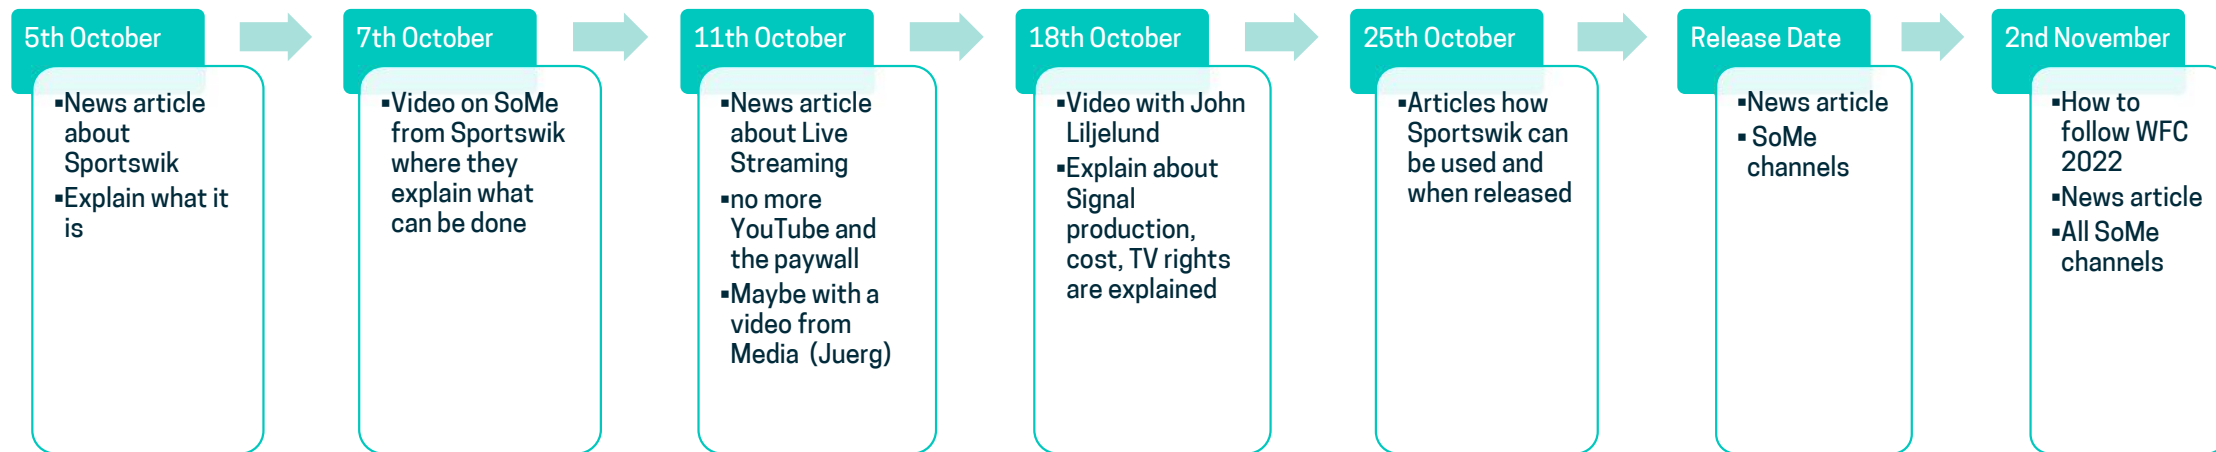 5th October
▪News article
about
Sportswik
▪Explain what it
is
7th October
▪Video on SoMe
from Sportswik
where they
explain what
can be done
11th October
▪News article
about Live
Streaming
▪no more
YouTube and
the paywall
▪Maybe with a
video from
Media (Juerg)
18th October
▪Video with John
Liljelund
▪Explain about
Signal
production,
cost, TV rights
are explained
25th October
▪Articles how
Sportswik can
be used and
when released
Release Date
▪News article
▪ SoMe
channels
2nd November
▪How to
follow WFC
2022
▪News article
▪All SoMe
channels